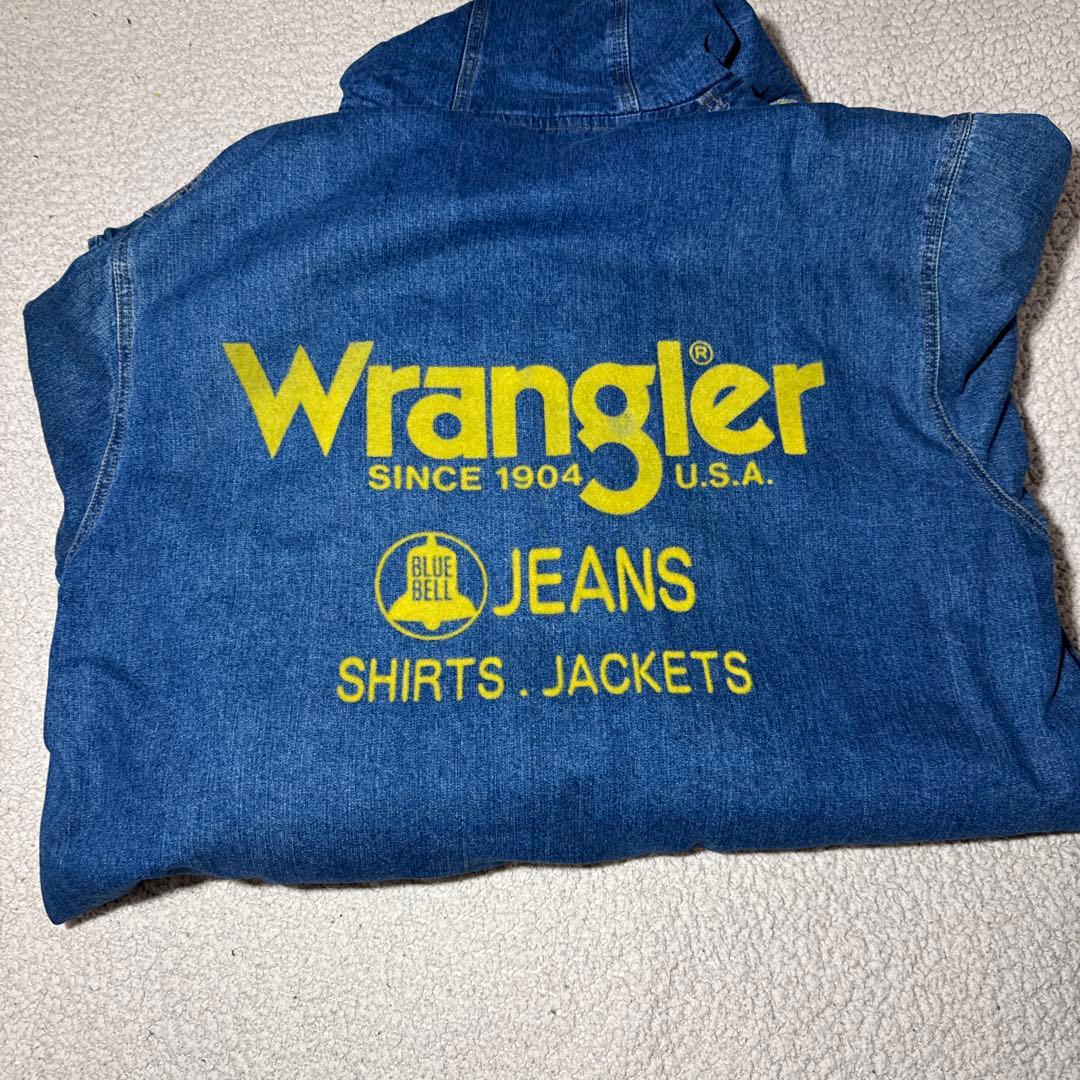 Wrangler®
SINCE 1904 U.S.A.
BLUE
BELL
JEANS
SHIRTS . JACKETS